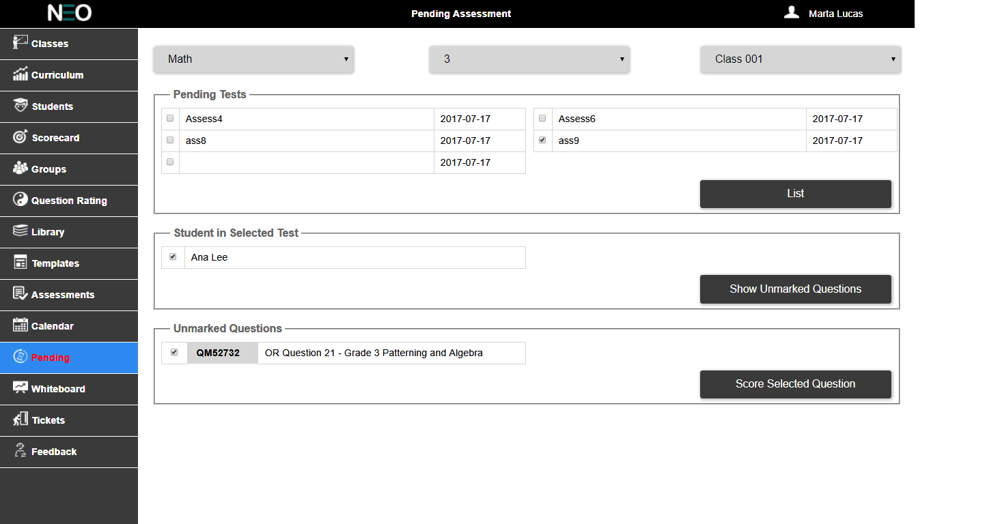 NEO
Pending Assessment
Marta Lucas
Classes
Curriculum
Students
Scorecard
Groups
Question Rating
Library
Templates
Assessments
Calendar
Pending
Whiteboard
Tickets
Feedback
Math 3 Class 001
Pending Tests
Assess4 2017-07-17 Assess6 2017-07-17
ass8 2017-07-17 ass9 2017-07-17
2017-07-17
List
Student in Selected Test
Ana Lee
Show Unmarked Questions
Unmarked Questions
QM52732 OR Question 21 - Grade 3 Patterning and Algebra
Score Selected Question